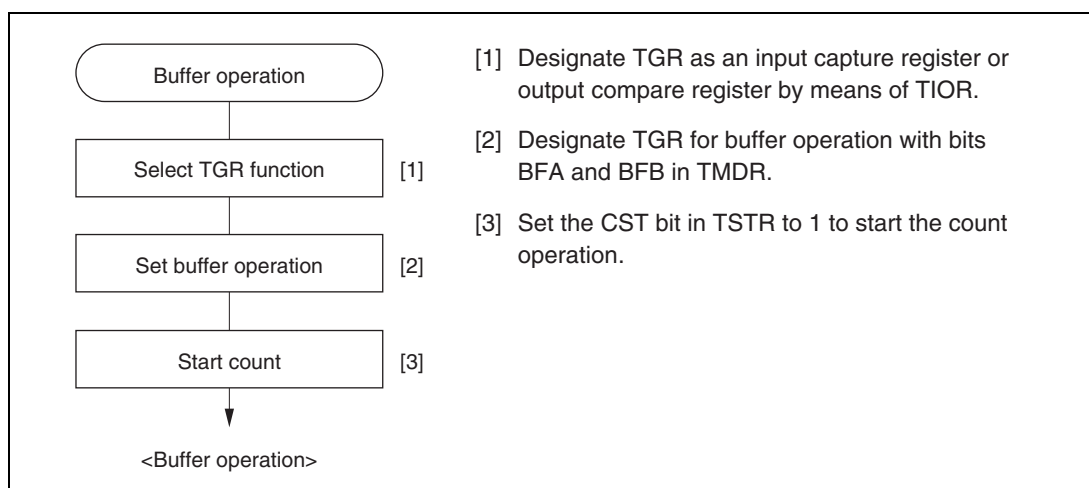 Buffer operation
Select TGR function
[1]
Set buffer operation
[2]
Start count
[3]
<Buffer operation>
[1] Designate TGR as an input capture register or
output compare register by means of TIOR.
[2] Designate TGR for buffer operation with bits
BFA and BFB in TMDR.
[3] Set the CST bit in TSTR to 1 to start the count
operation.